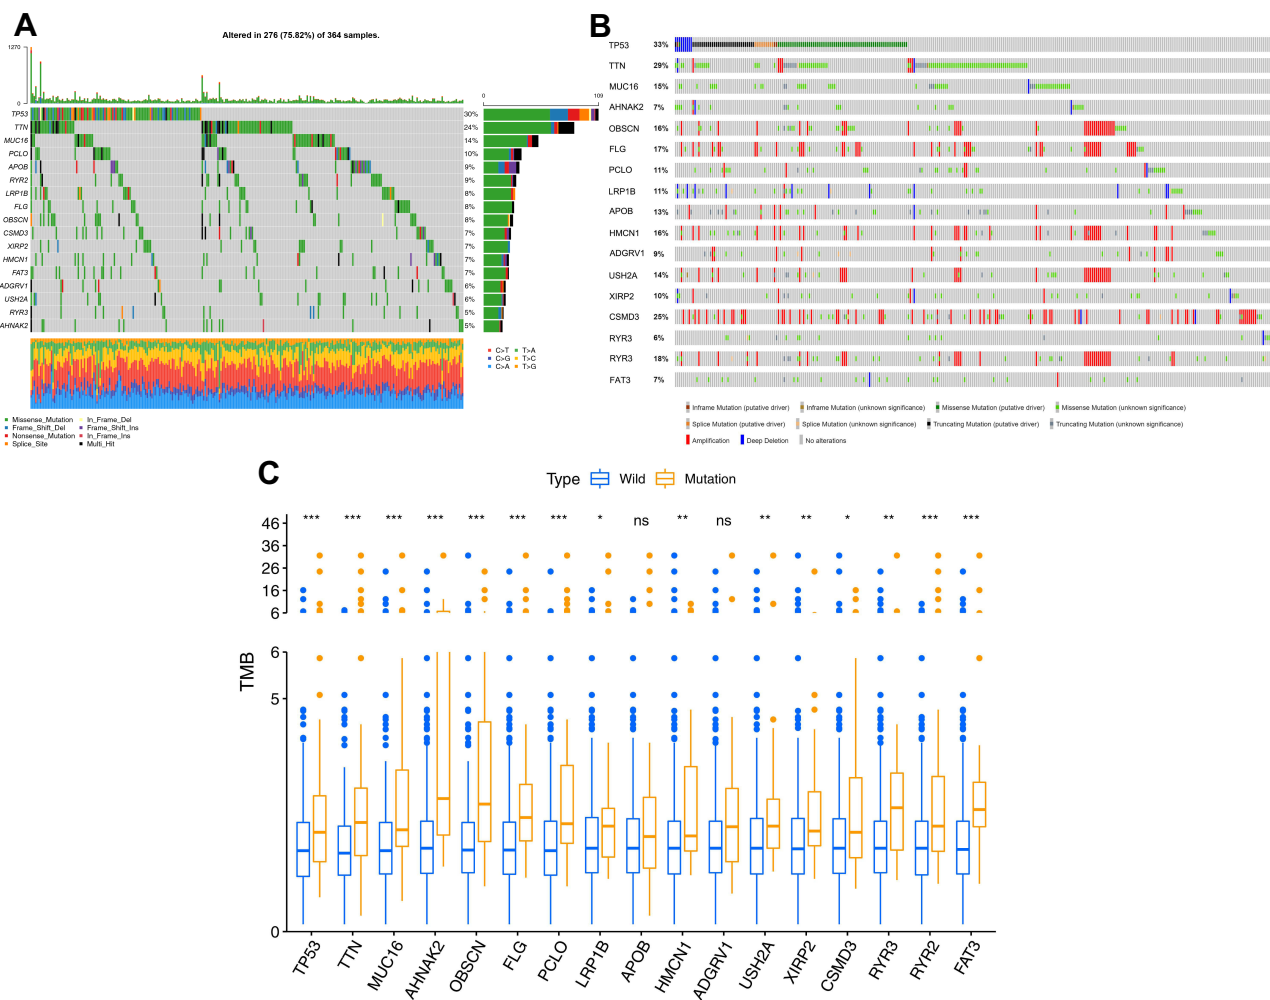 A
Altered in 276 (75.82%) of 364 samples.
1270
0
0 109
TP53 30%
TTN 24%
MUC16 14%
PCLO 10%
APOB 9%
RYR2 9%
LRP1B 8%
FLG 8%
OBSCN 8%
CSMD3 7%
XIRP2 7%
HMCN1 7%
FAT3 7%
ADGRV1 6%
USH2A 6%
RYR3 5%
AHNAK2 5%
C>T T>A
C>G T>C
C>A T>G
Missense_Mutation In_Frame_Del
Frame_Shift_Del Frame_Shift_Ins
Nonsense_Mutation In_Frame_Ins
Splice_Site Multi_Hit
B
TP53 33%
TTN 29%
MUC16 15%
AHNAK2 7%
OBSCN 16%
FLG 17%
PCLO 11%
LRP1B 11%
APOB 13%
HMCN1 16%
ADGRV1 9%
USH2A 14%
XIRP2 10%
CSMD3 25%
RYR3 6%
RYR3 18%
FAT3 7%
Inframe Mutation (putative driver) Inframe Mutation (unknown significance) Missense Mutation (putative driver) Missense Mutation (unknown significance)
Splice Mutation (putative driver) Splice Mutation (unknown significance) Truncating Mutation (putative driver) Truncating Mutation (unknown significance)
Amplification Deep Deletion No alterations
C
Type Wild Mutation
*** *** *** *** *** *** *** * ns ** ns ** ** * ** *** ***
46
36
26
16
6
6
5
0
TMB
TP53 TTN MUC16 AHNAK2 OBSCN FLG PCLO LRP1B APOB HMCN1 ADGRV1 USH2A XIRP2 CSMD3 RYR3 RYR2 FAT3